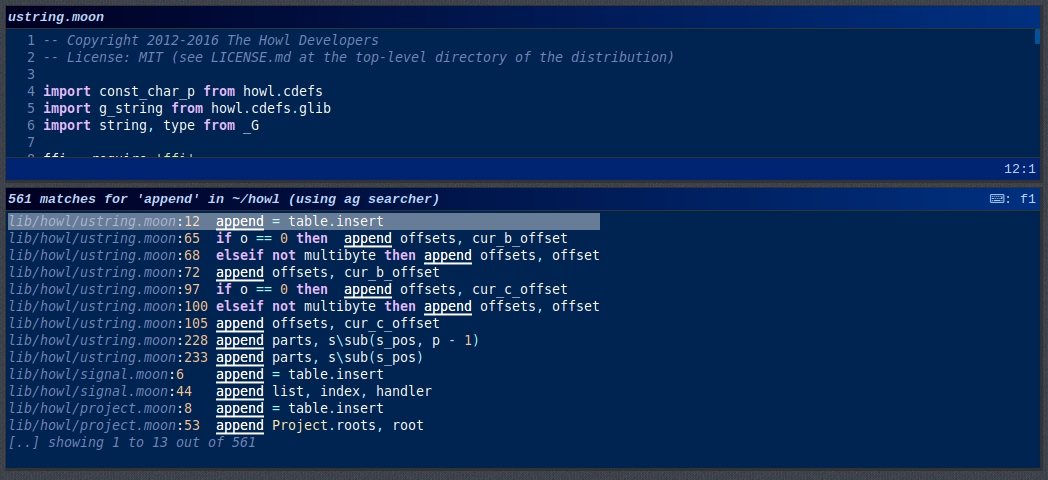 ustring.moon
1 -- Copyright 2012-2016 The Howl Developers
2 -- License: MIT (see LICENSE.md at the top-level directory of the distribution)
3
4 import const_char_p from howl.cdefs
5 import g_string from howl.cdefs.glib
6 import string, type from _G
7
12:1
561 matches for 'append' in ~/howl (using ag searcher) : f1
lib/howl/ustring.moon:12 append = table.insert
lib/howl/ustring.moon:65 if o == 0 then append offsets, cur_b_offset
lib/howl/ustring.moon:68 elseif not multibyte then append offsets, offset
lib/howl/ustring.moon:72 append offsets, cur_b_offset
lib/howl/ustring.moon:97 if o == 0 then append offsets, cur_c_offset
lib/howl/ustring.moon:100 elseif not multibyte then append offsets, offset
lib/howl/ustring.moon:105 append offsets, cur_c_offset
lib/howl/ustring.moon:228 append parts, s\sub(s_pos, p - 1)
lib/howl/ustring.moon:233 append parts, s\sub(s_pos)
lib/howl/signal.moon:6 append = table.insert
lib/howl/signal.moon:44 append list, index, handler
lib/howl/project.moon:8 append = table.insert
lib/howl/project.moon:53 append Project.roots, root
[..] showing 1 to 13 out of 561